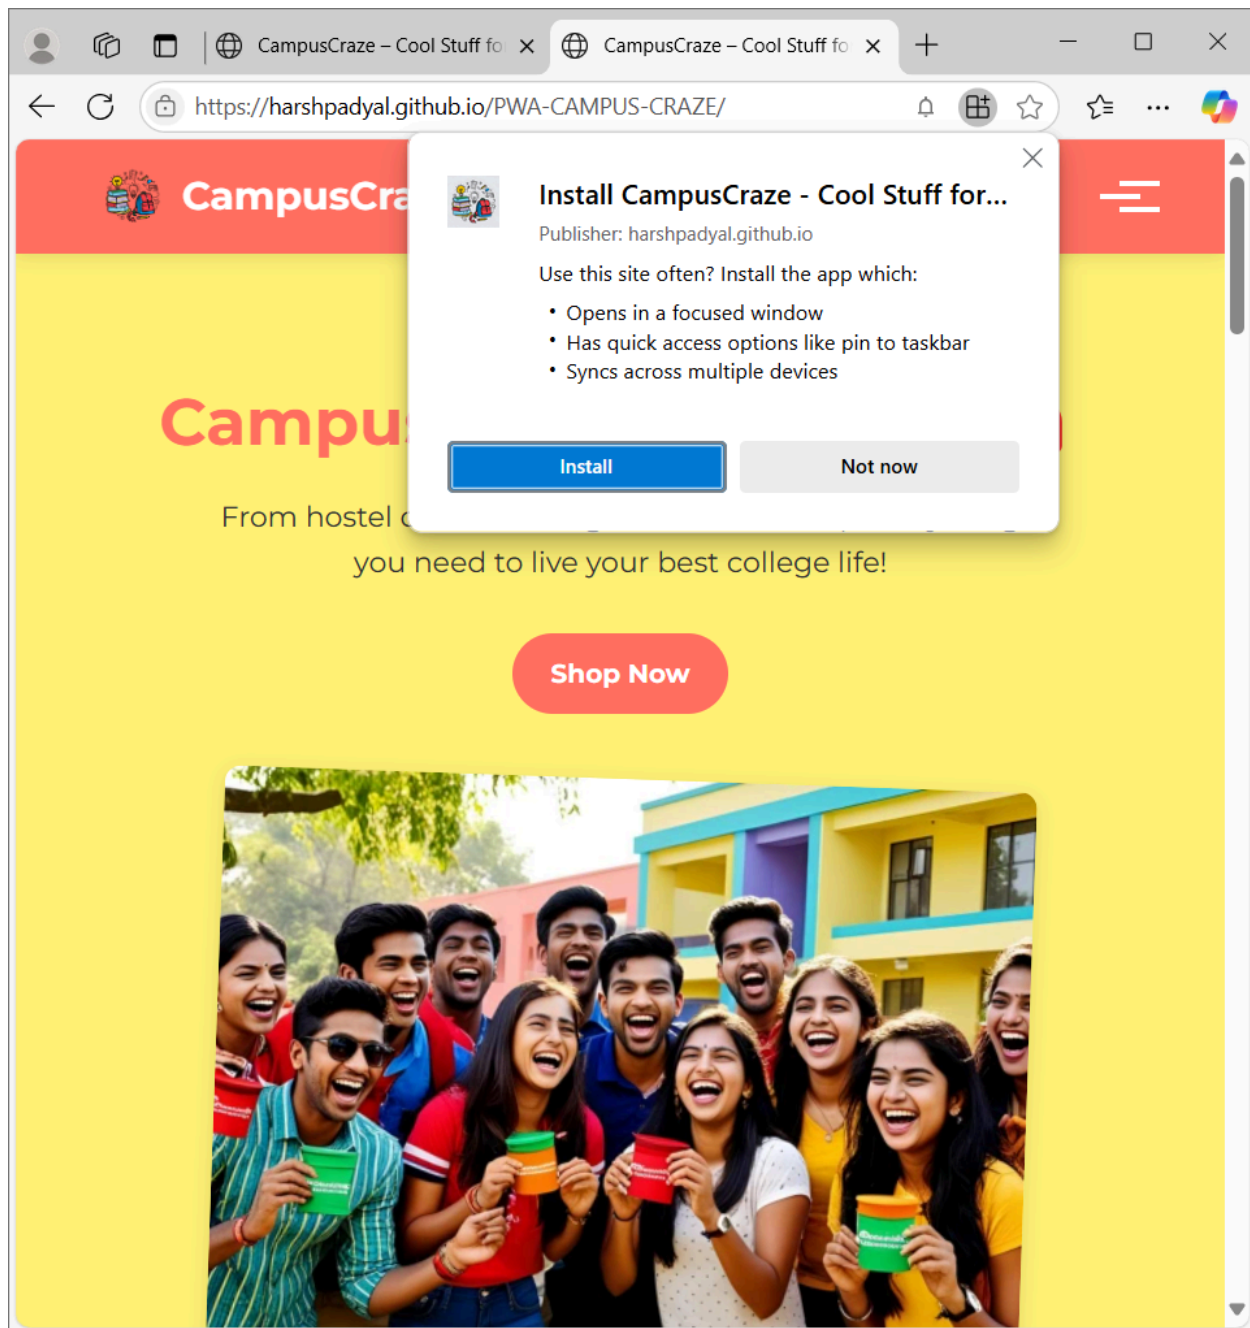 CampusCraze – Cool Stuff fo
CampusCraze – Cool Stuff fo
https://harshpadyal.github.io/PWA-CAMPUS-CRAZE/
CampusCra
Install CampusCraze - Cool Stuff for...
Publisher: harshpadyal.github.io
Use this site often? Install the app which:
• Opens in a focused window
• Has quick access options like pin to taskbar
• Syncs across multiple devices
Install
Not now
Campu
From hostel
you need to live your best college life!
Shop Now